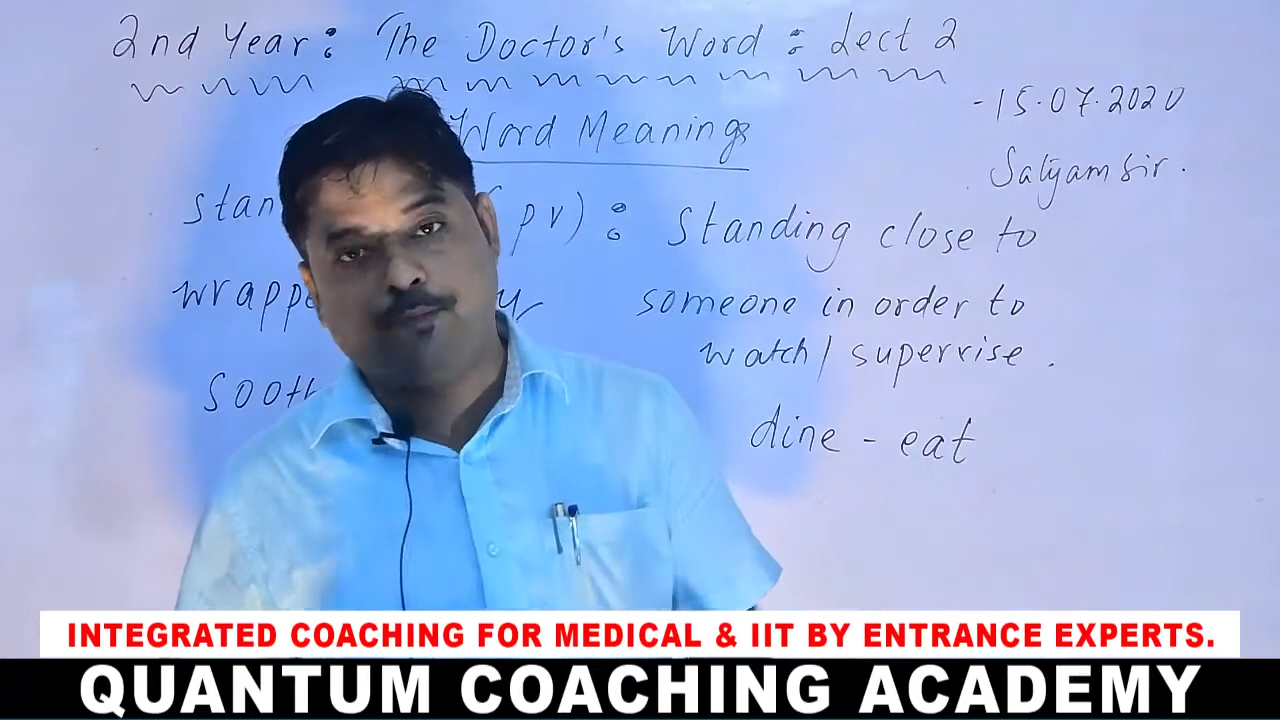 2nd Year: The Doctor's Word : Lect 2
-15.07.2020
Word Meanings
Satyam Sir.
stan pv) : Standing close to
wrappe y someone in order to
watch/supervise.
Sooth
dine - eat
INTEGRATED COACHING FOR MEDICAL & IIT BY ENTRANCE EXPERTS.
QUANTUM COACHING ACADEMY